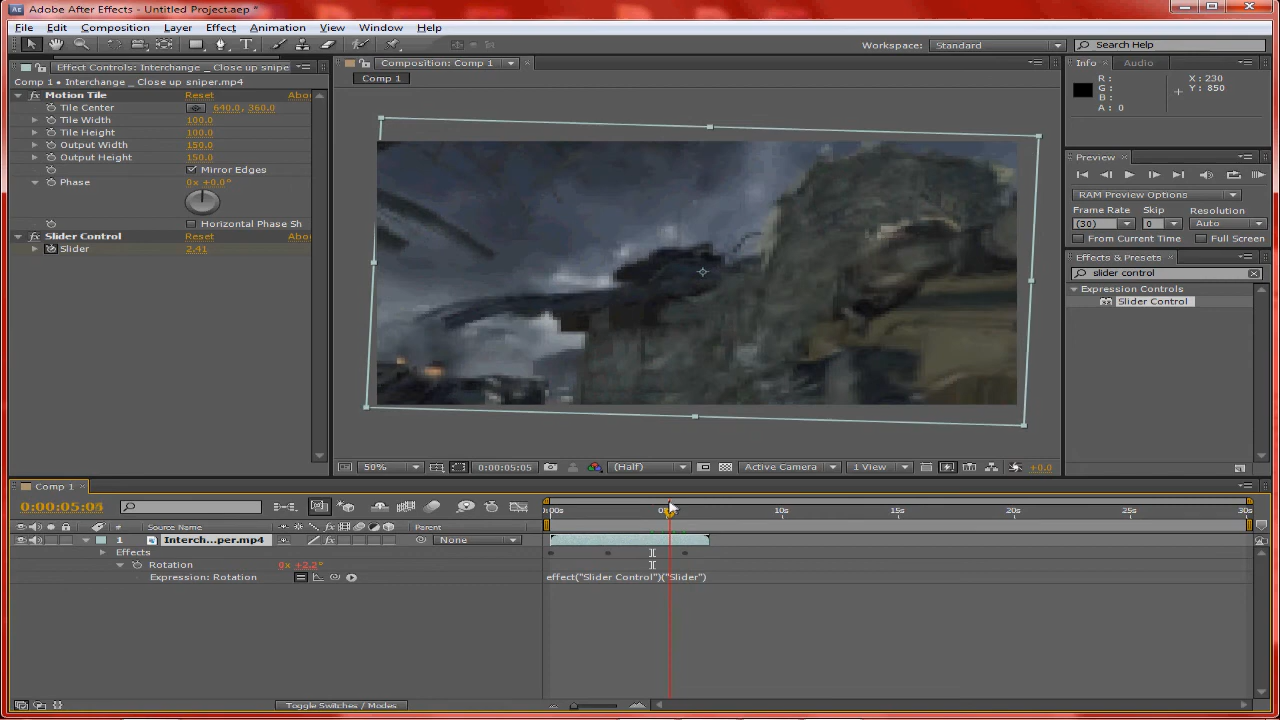 Adobe After Effects - Untitled Project.aep *
File Edit Composition Layer Effect Animation View Window Help
Workspace: Standard Search Help
Effect Controls: Interchange _ Close up snipe
Comp 1 • Interchange _ Close up sniper.mp4
Motion Tile Reset Abou
Tile Center 640.0, 360.0
Tile Width 100.0
Tile Height 100.0
Output Width 150.0
Output Height 150.0
Mirror Edges
Phase 0x +0.0°
Horizontal Phase Sh
Slider Control Reset Abou
Slider 2.41
Composition: Comp 1
Comp 1
50% 0:00:05:05 (Half) Active Camera 1 View +0.0
Info Audio
R: X: 230
G: Y: 850
B:
A: 0
Preview
RAM Preview Options
Frame Rate Skip Resolution
(30) 0 Auto
From Current Time Full Screen
Effects & Presets
slider control
Expression Controls
Slider Control
Comp 1
0:00:05:05
10s 15s 20s 25s 30s
# Source Name Parent
1 Interch...per.mp4 None
Effects
Rotation 0x +2.2°
Expression: Rotation effect("Slider Control")("Slider")
Toggle Switches / Modes